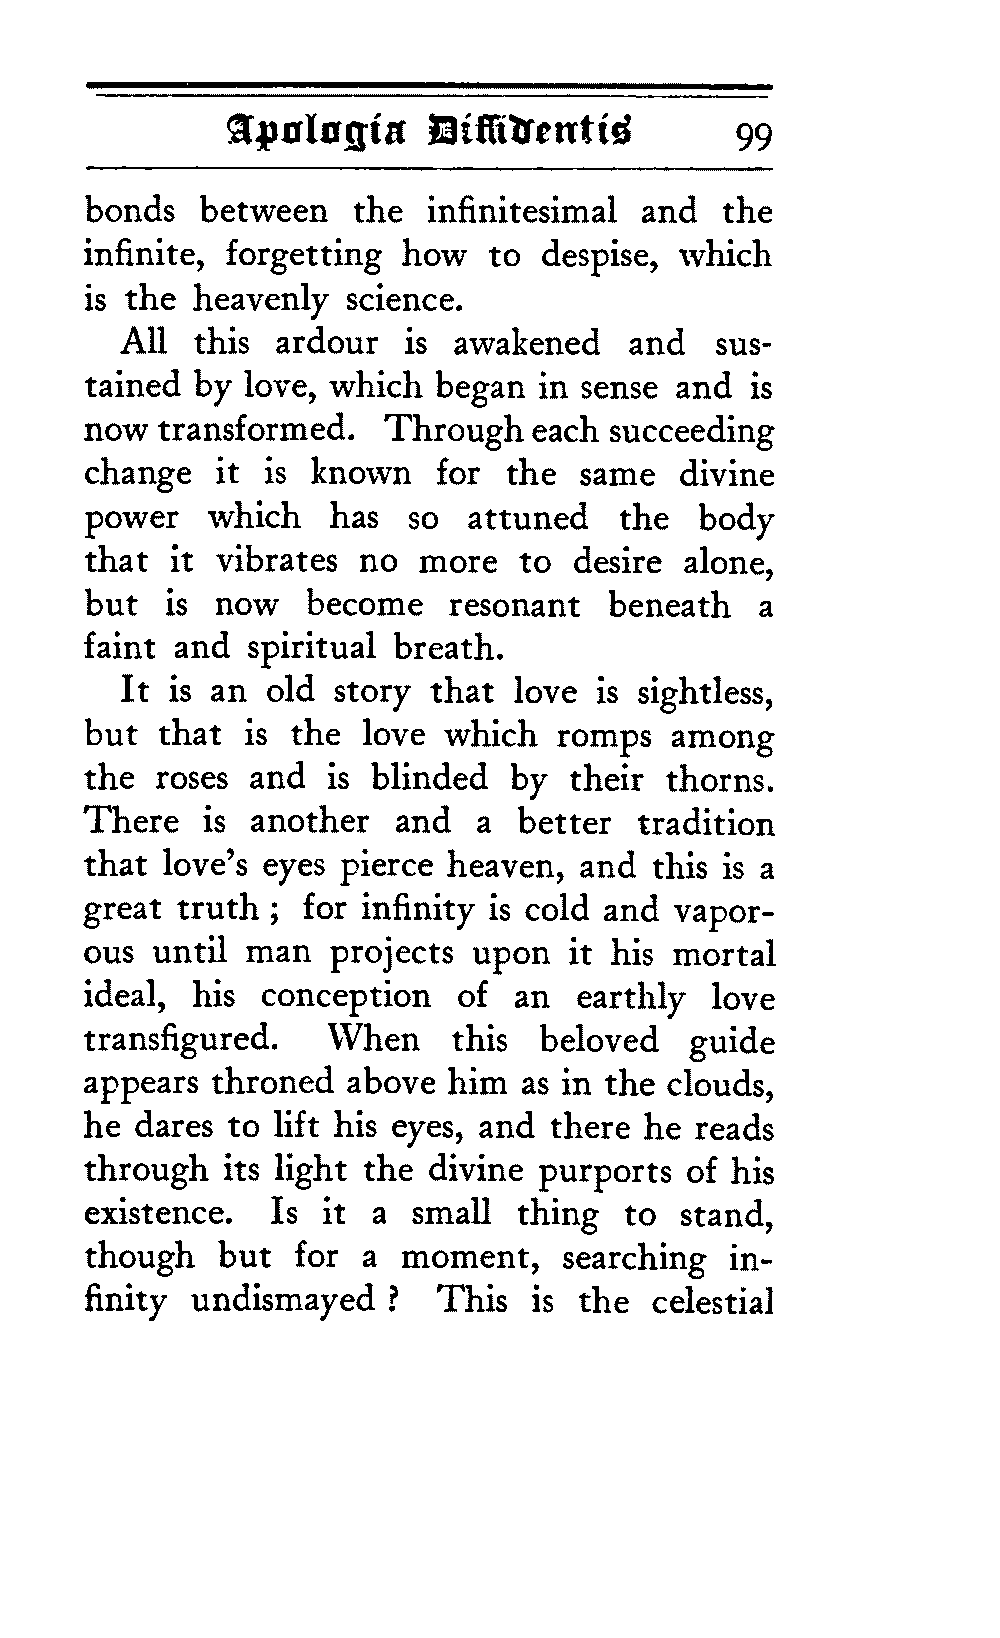 Apologia Diffidentis 99
bonds between the infinitesimal and the
infinite, forgetting how to despise, which
is the heavenly science.
All this ardour is awakened and sus-
tained by love, which began in sense and is
now transformed. Through each succeeding
change it is known for the same divine
power which has so attuned the body
that it vibrates no more to desire alone,
but is now become resonant beneath a
faint and spiritual breath.
It is an old story that love is sightless,
but that is the love which romps among
the roses and is blinded by their thorns.
There is another and a better tradition
that love's eyes pierce heaven, and this is a
great truth ; for infinity is cold and vapor-
ous until man projects upon it his mortal
ideal, his conception of an earthly love
transfigured. When this beloved guide
appears throned above him as in the clouds,
he dares to lift his eyes, and there he reads
through its light the divine purports of his
existence. Is it a small thing to stand,
though but for a moment, searching in-
finity undismayed ? This is the celestial